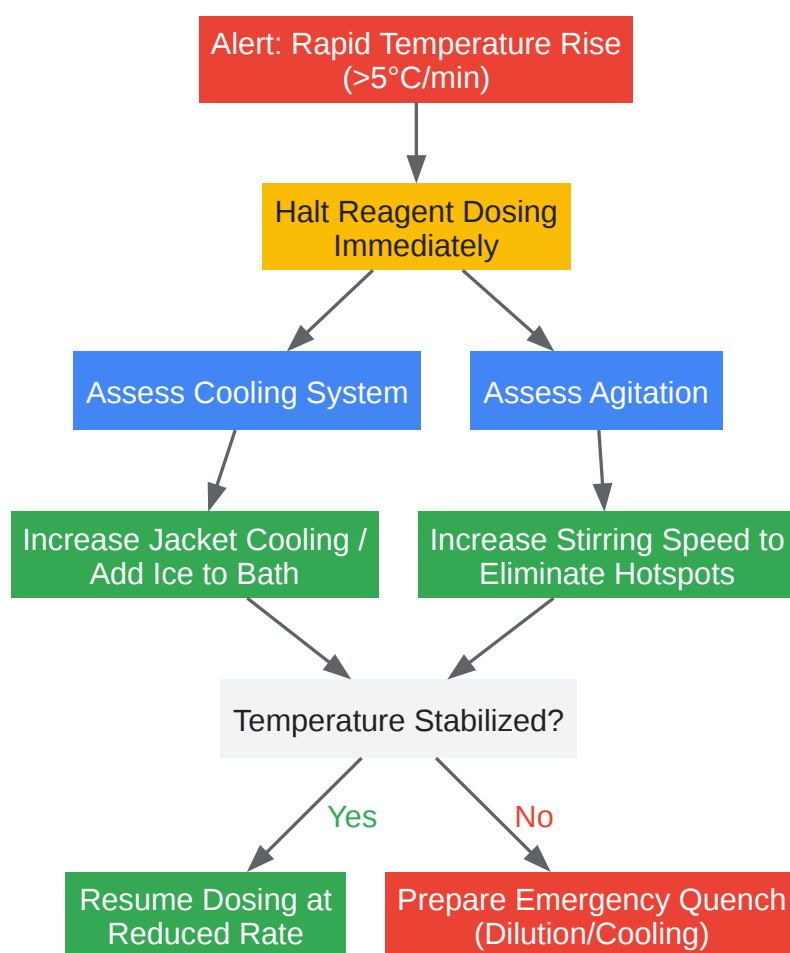 Alert: Rapid Temperature Rise
(>5°C/min)
Halt Reagent Dosing
Immediately
Assess Cooling System
Assess Agitation
Increase Jacket Cooling /
Add Ice to Bath
Increase Stirring Speed to
Eliminate Hotspots
Temperature Stabilized?
Yes
No
Resume Dosing at
Reduced Rate
Prepare Emergency Quench
(Dilution/Cooling)